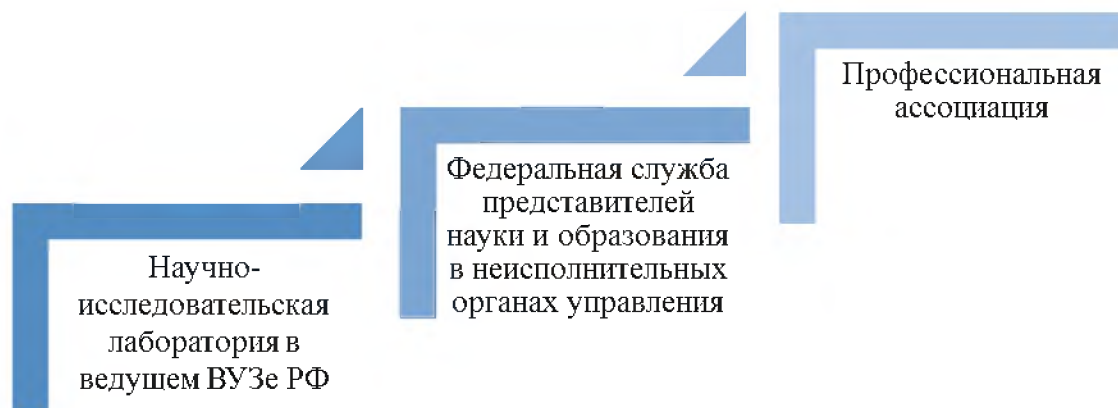 Научно-
исследовательская
лаборатория в
ведушем ВУЗе РФ
Федеральная служба
представителей
науки и образования
в неисполнительных
органах управления
Профессиональная
ассоциация